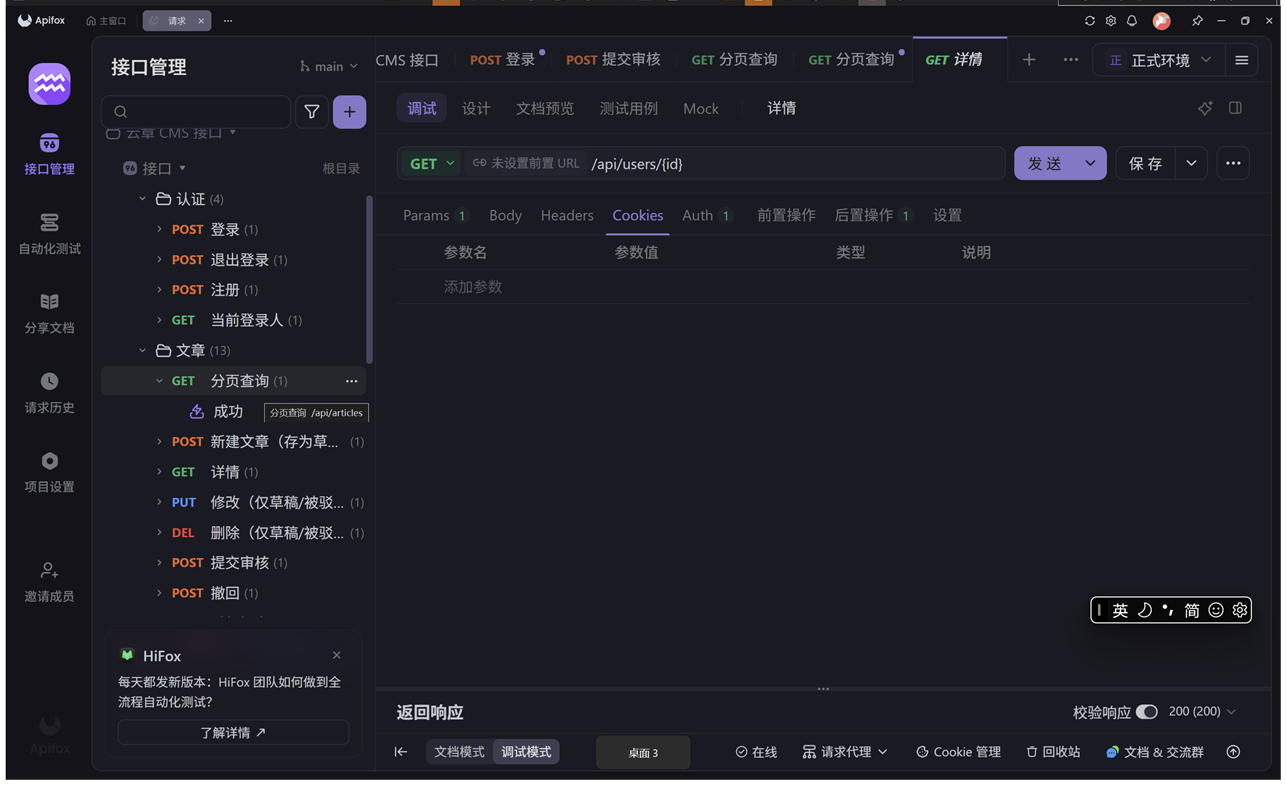 Apifox
主窗口
请求
接口管理
main
云章 CMS 接口
接口
根目录
认证 (4)
POST 登录 (1)
POST 退出登录 (1)
POST 注册 (1)
GET 当前登录人 (1)
文章 (13)
GET 分页查询 (1)
成功
分页查询 /api/articles
POST 新建文章（存为草... (1)
GET 详情 (1)
PUT 修改（仅草稿/被驳... (1)
DEL 删除（仅草稿/被驳... (1)
POST 提交审核 (1)
POST 撤回 (1)
HiFox
每天都发新版本：HiFox 团队如何做到全
流程自动化测试？
了解详情
接口管理
自动化测试
分享文档
请求历史
项目设置
邀请成员
Apifox
CMS 接口
POST 登录
POST 提交审核
GET 分页查询
GET 分页查询
GET 详情
正 正式环境
调试 设计 文档预览 测试用例 Mock 详情
GET 未设置前置 URL /api/users/{id}
发 送
保 存
Params 1 Body Headers Cookies Auth 1 前置操作 后置操作 1 设置
参数名 参数值 类型 说明
添加参数
英 简
返回响应
校验响应 200 (200)
文档模式 调试模式 桌面 3 在线 请求代理 Cookie 管理 回收站 文档 & 交流群